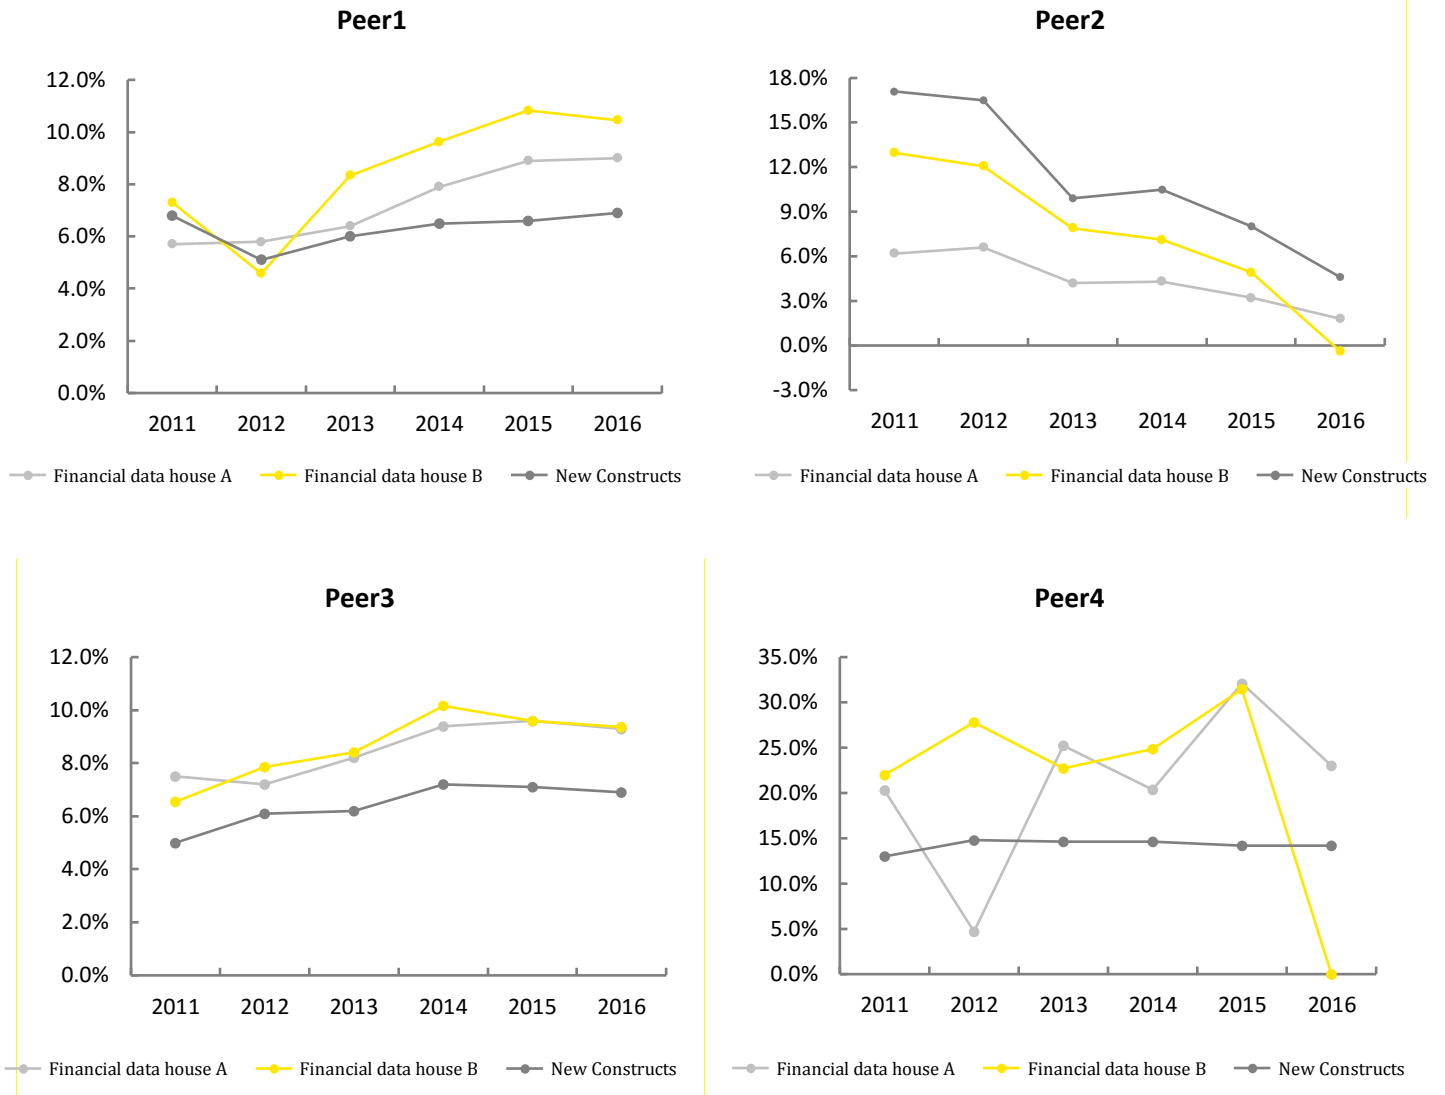 Peer1
12.0%
10.0%
8.0%
6.0%
4.0%
2.0%
0.0%
2011 2012 2013 2014 2015 2016
Financial data house A Financial data house B New Constructs
Peer2
18.0%
15.0%
12.0%
9.0%
6.0%
3.0%
0.0%
-3.0%
2011 2012 2013 2014 2015 2016
Financial data house A Financial data house B New Constructs
Peer3
12.0%
10.0%
8.0%
6.0%
4.0%
2.0%
0.0%
2011 2012 2013 2014 2015 2016
Financial data house A Financial data house B New Constructs
Peer4
35.0%
30.0%
25.0%
20.0%
15.0%
10.0%
5.0%
0.0%
2011 2012 2013 2014 2015 2016
Financial data house A Financial data house B New Constructs